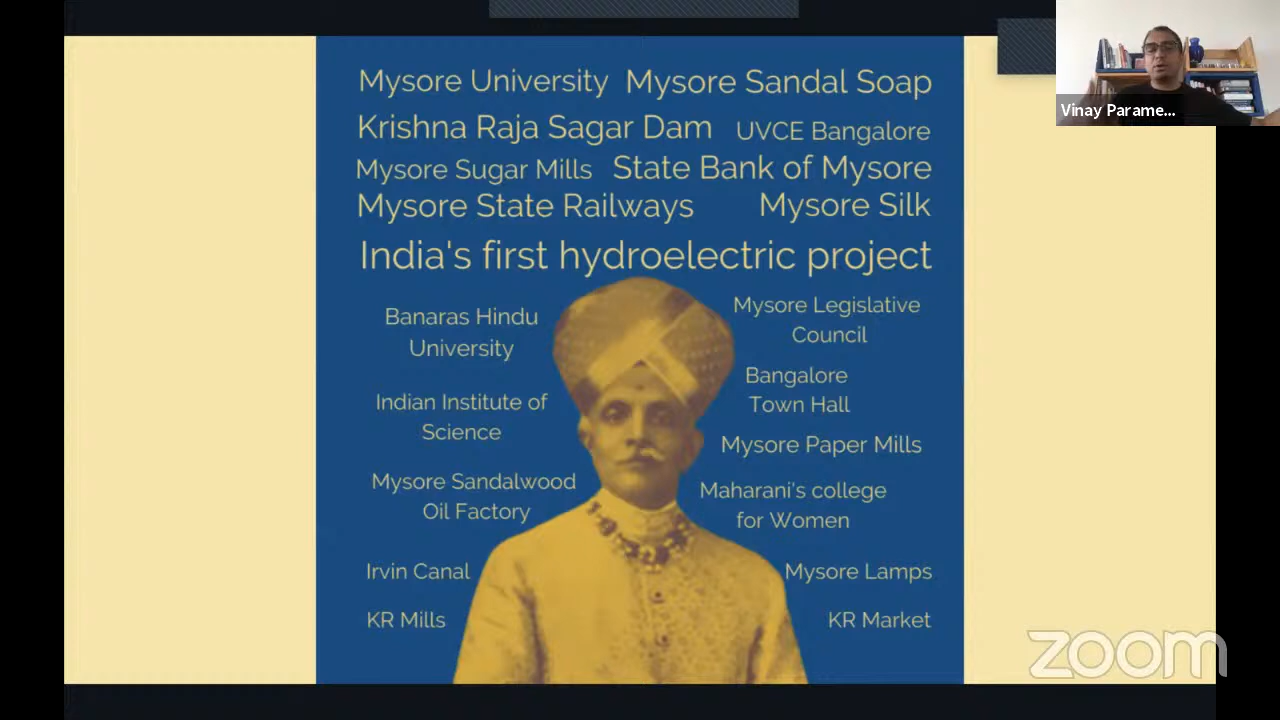 Mysore University Mysore Sandal Soap
Krishna Raja Sagar Dam UVCE Bangalore
Mysore Sugar Mills State Bank of Mysore
Mysore State Railways Mysore Silk
India's first hydroelectric project
Banaras Hindu
University
Indian Institute of
Science
Mysore Sandalwood
Oil Factory
Irvin Canal
KR Mills
Mysore Legislative
Council
Bangalore
Town Hall
Mysore Paper Mills
Maharani's college
for Women
Mysore Lamps
KR Market
Vinay Parame...
zoom